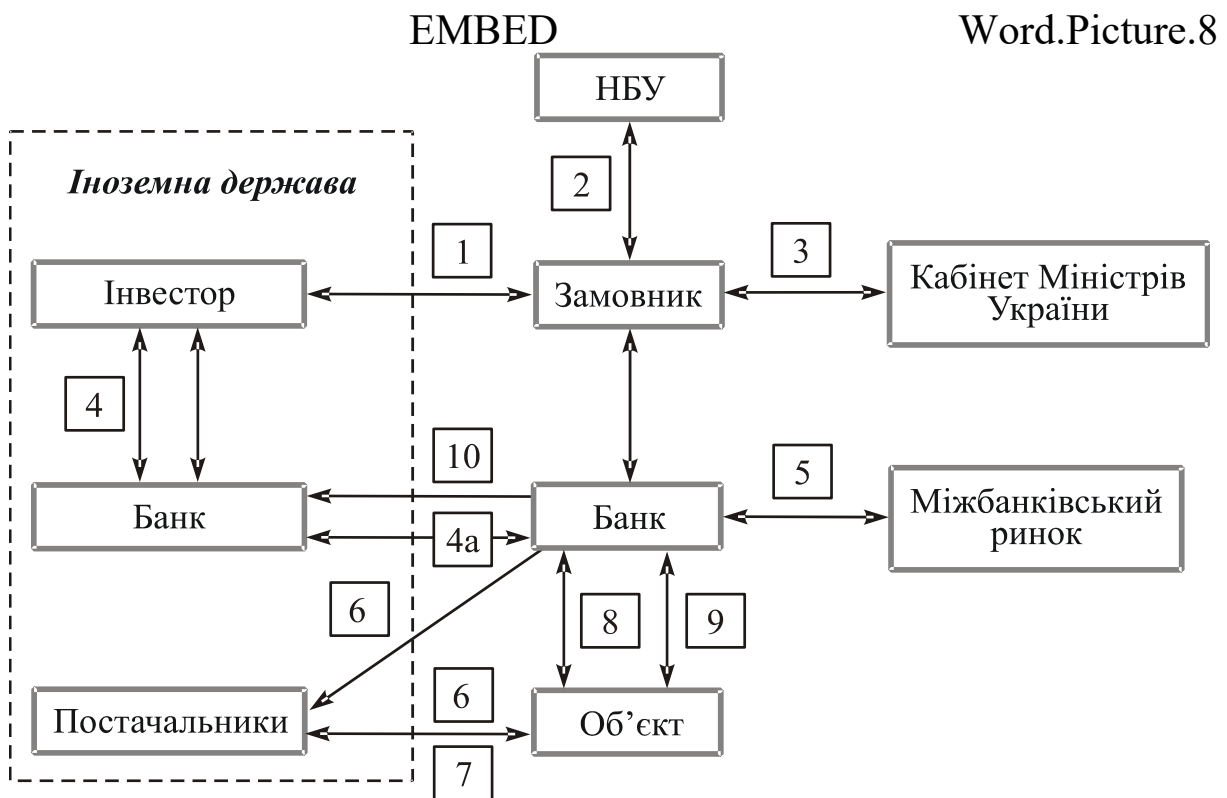 EMBED Word.Picture.8
НБУ
Іноземна держава
2
1
3
Інвестор
Замовник
Кабінет Міністрів
України
4
10
5
Банк
Банк
Міжбанківський
ринок
4а
6
8
9
Постачальники
6
Об’єкт
7